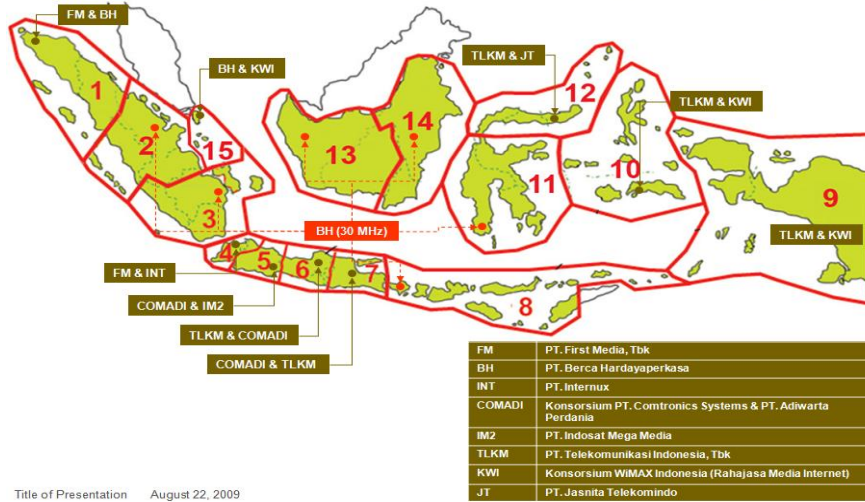 FM & BH
BH & KWI
TLKM & JT
TLKM & KWI
1
2
15
13
14
12
11
10
9
TLKM & KWI
3
BH (30 MHz)
4
5
6
7
8
FM & INT
COMADI & IM2
TLKM & COMADI
COMADI & TLKM
FM PT. First Media, Tbk
BH PT. Berca Hardayaperkasa
INT PT. Internux
COMADI Konsorsium PT. Comtronics Systems & PT. Adiwarta
Perdania
IM2 PT. Indosat Mega Media
TLKM PT. Telekomunikasi Indonesia, Tbk
KWI Konsorsium WiMAX Indonesia (Rahajasa Media Internet)
JT PT. Jasnita Telekomindo
Title of Presentation August 22, 2009